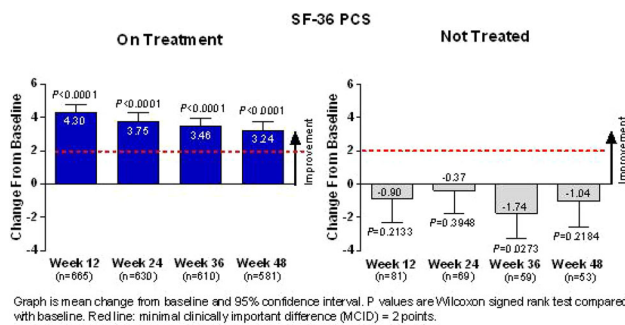 SF-36 PCS
On Treatment
Change From Baseline
6
4
2
0
-2
-4
P<0.0001
P<0.0001
P<0.0001
P<0.0001
4.30
3.75
3.46
3.24
Improvement
Week 12
(n=665)
Week 24
(n=630)
Week 36
(n=610)
Week 48
(n=581)
Not Treated
Change From Baseline
6
4
2
0
-2
-4
-0.90
-0.37
-1.74
-1.04
P=0.2133
P=0.3948
P=0.0273
P=0.2184
Improvement
Week 12
(n=81)
Week 24
(n=69)
Week 36
(n=59)
Week 48
(n=53)
Graph is mean change from baseline and 95% confidence interval. P values are Wilcoxon signed rank test compared
with baseline. Red line: minimal clinically important difference (MCID) = 2 points.